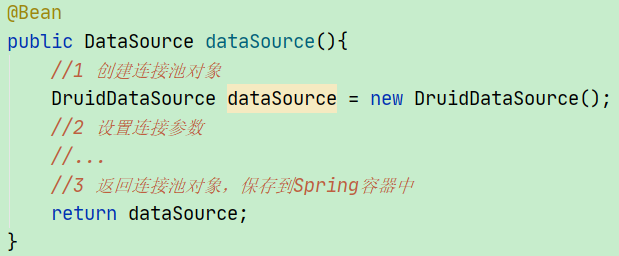 @Bean
public DataSource dataSource(){
//1 创建连接池对象
DruidDataSource dataSource = new DruidDataSource();
//2 设置连接参数
//...
//3 返回连接池对象，保存到Spring容器中
return dataSource;
}